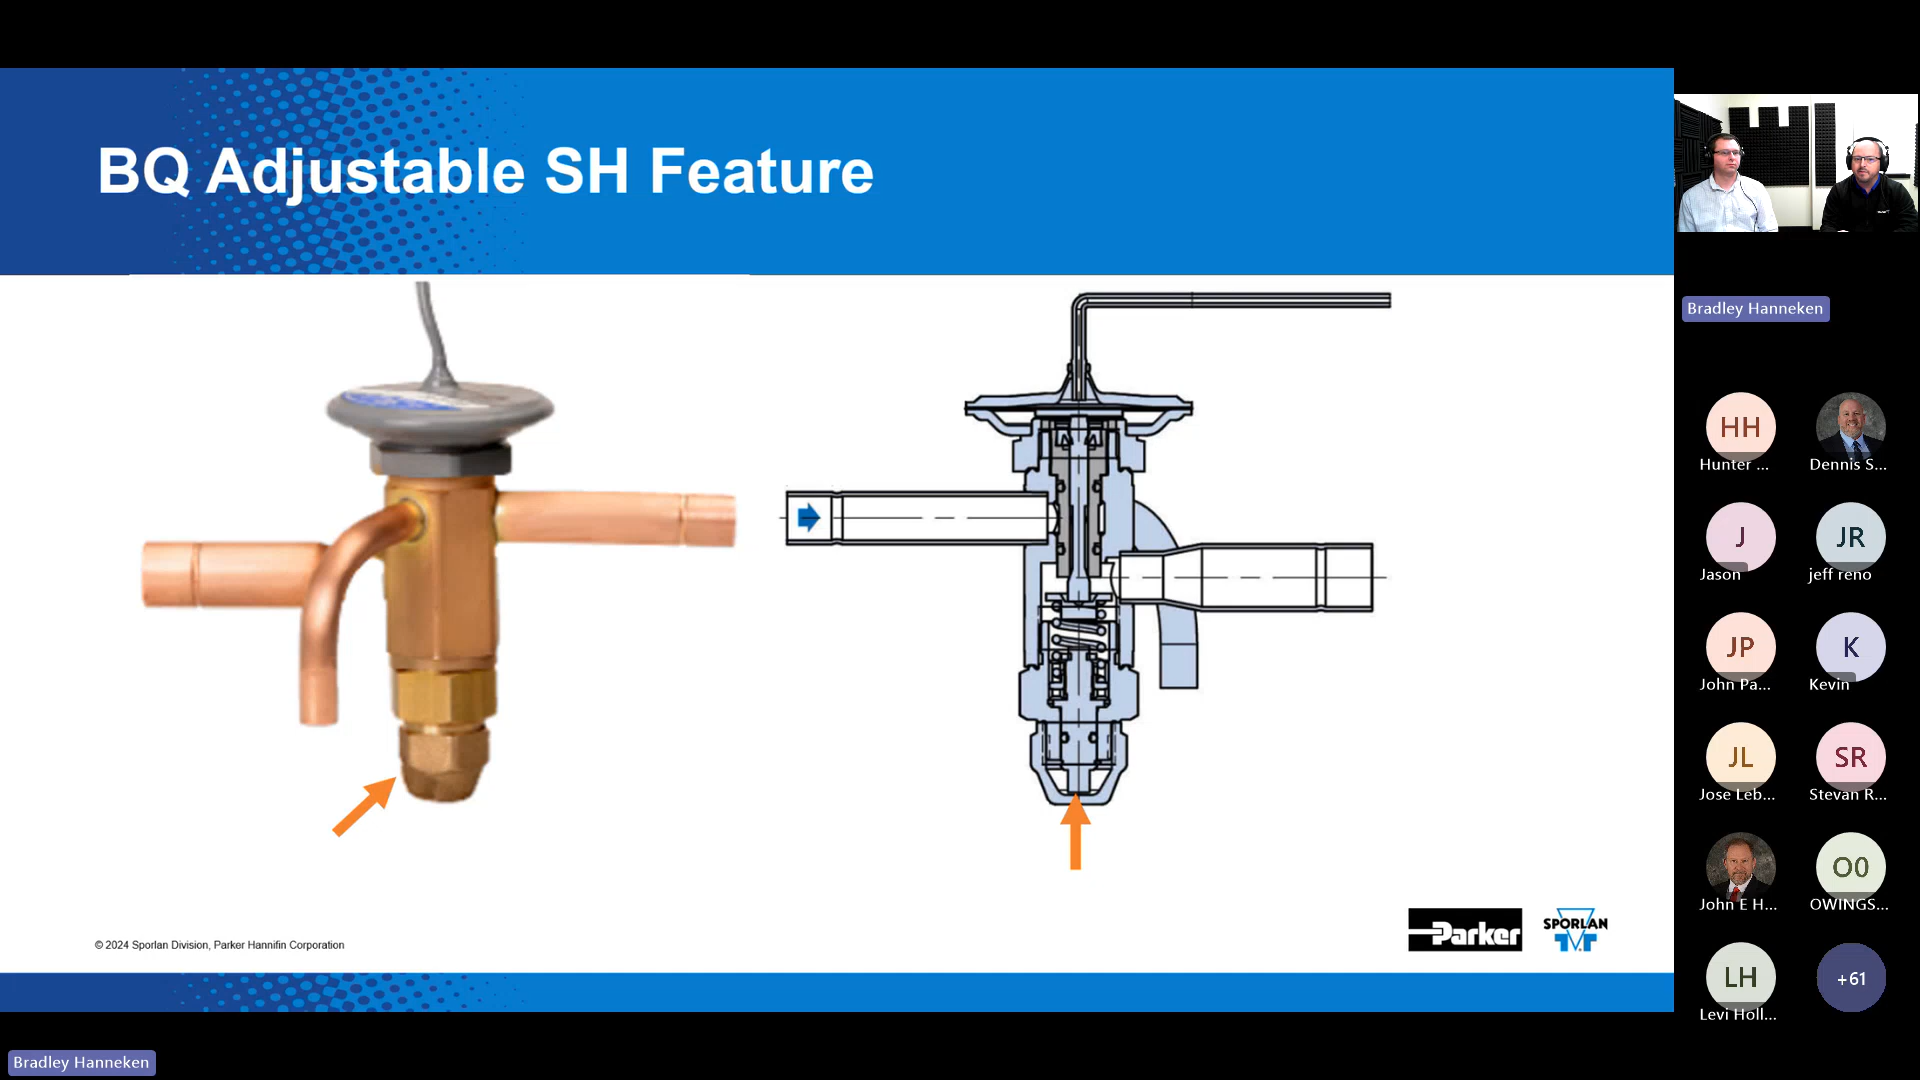 BQ Adjustable SH Feature
© 2024 Sporlan Division, Parker Hannifin Corporation
Parker
SPORLAN
Bradley Hanneken
HH
Hunter ...
Dennis S...
J
Jason
JR
jeff reno
JP
John Pa...
K
Kevin
JL
Jose Leb...
SR
Stevan R...
John E H...
O0
OWINGS...
LH
Levi Holl...
+61
Bradley Hanneken